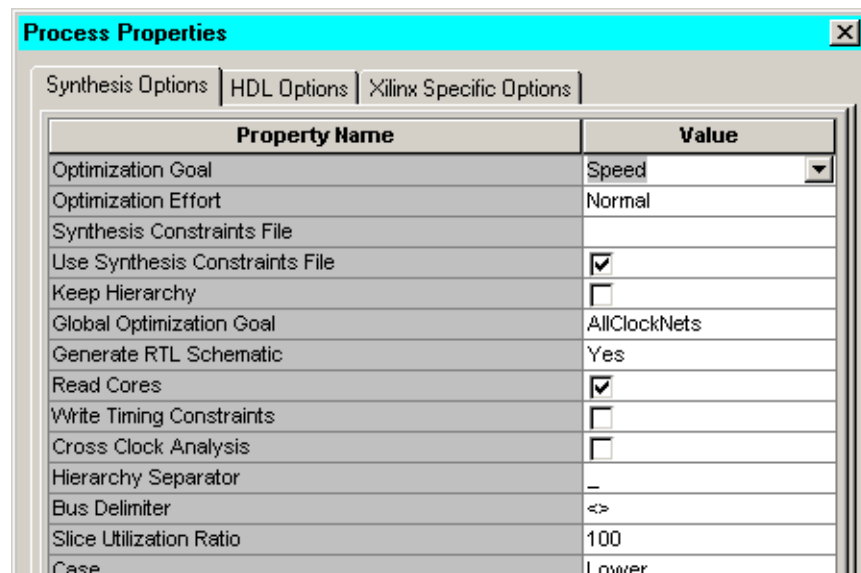 Process Properties
Synthesis Options HDL Options Xilinx Specific Options
Property Name Value
Optimization Goal Speed
Optimization Effort Normal
Synthesis Constraints File
Use Synthesis Constraints File
Keep Hierarchy
Global Optimization Goal AllClockNets
Generate RTL Schematic Yes
Read Cores
Write Timing Constraints
Cross Clock Analysis
Hierarchy Separator _
Bus Delimiter <>
Slice Utilization Ratio 100
Case Lower